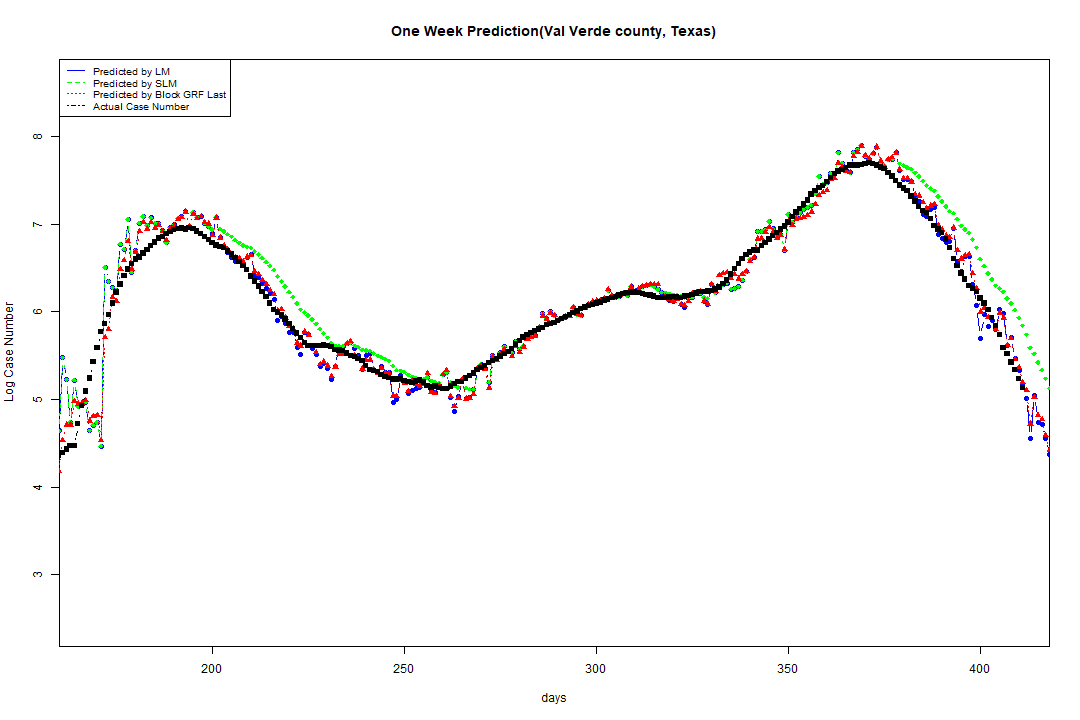 One Week Prediction(Val Verde county, Texas)
Predicted by LM
Predicted by SLM
Predicted by Block GRF Last
Actual Case Number
8
7
6
5
4
3
Log Case Number
200 250 300 350 400
days